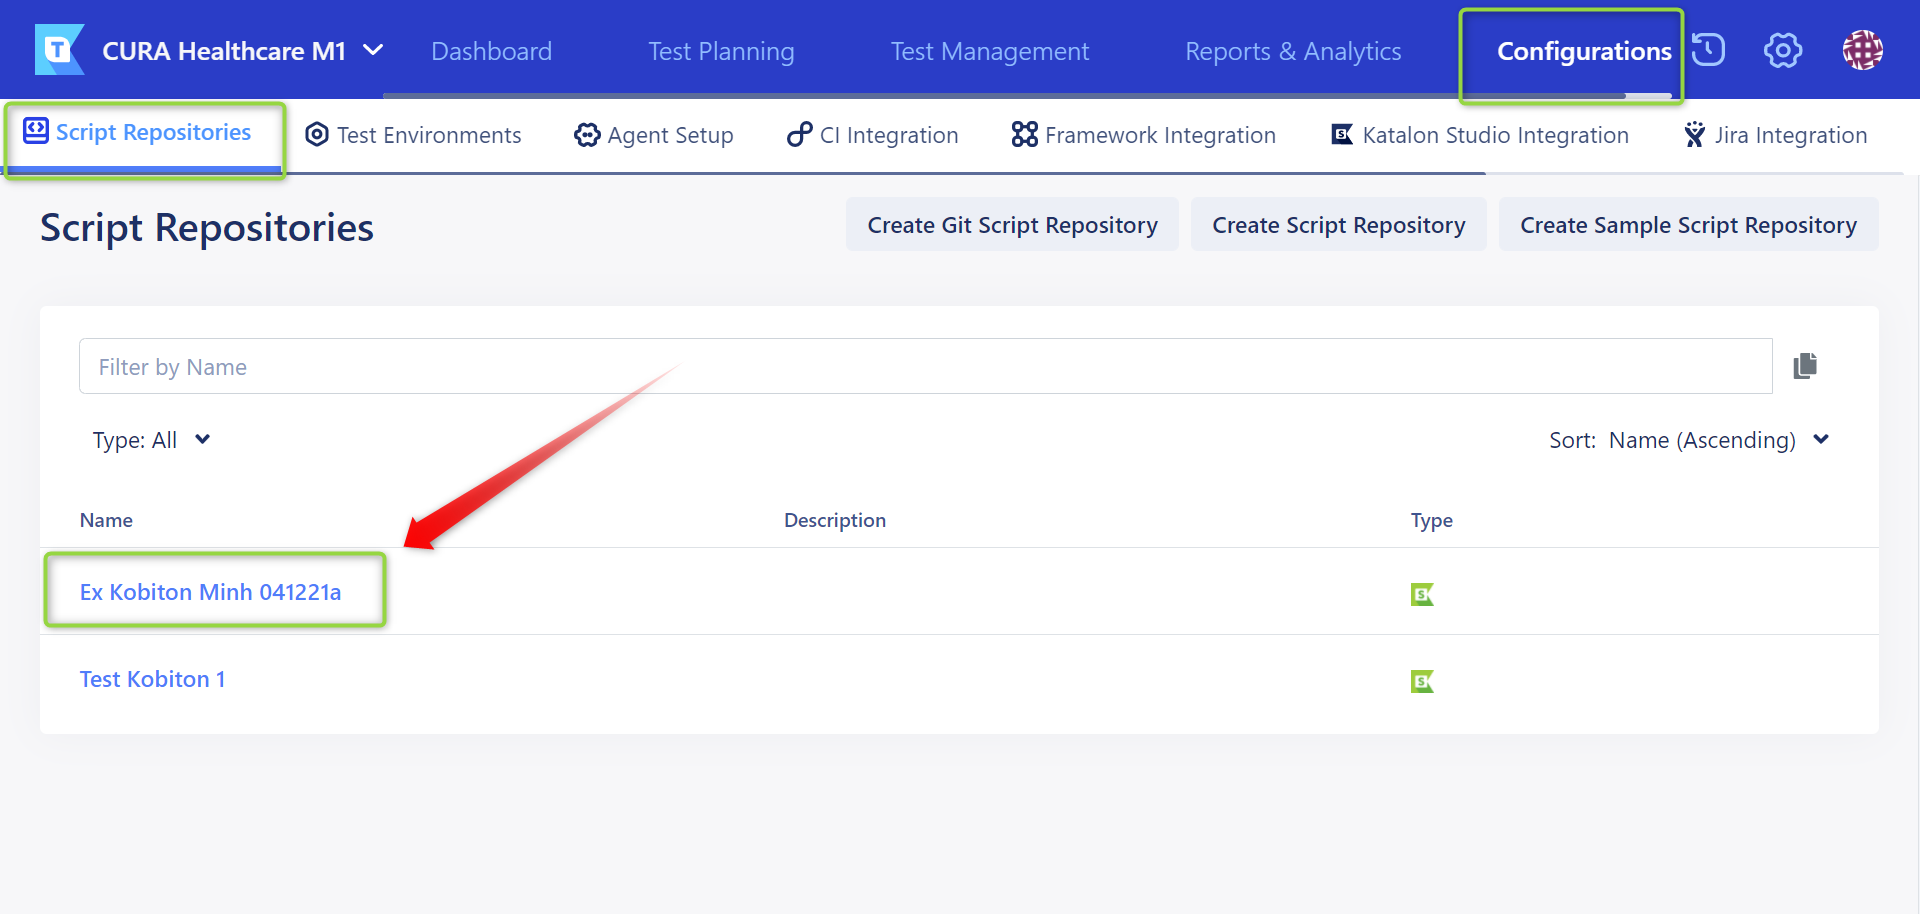 CURA Healthcare M1 Dashboard Test Planning Test Management Reports & Analytics Configurations
Script Repositories Test Environments Agent Setup CI Integration Framework Integration Katalon Studio Integration Jira Integration
Script Repositories Create Git Script Repository Create Script Repository Create Sample Script Repository
Filter by Name
Type: All Sort: Name (Ascending)
Name Description Type
Ex Kobiton Minh 041221a
Test Kobiton 1